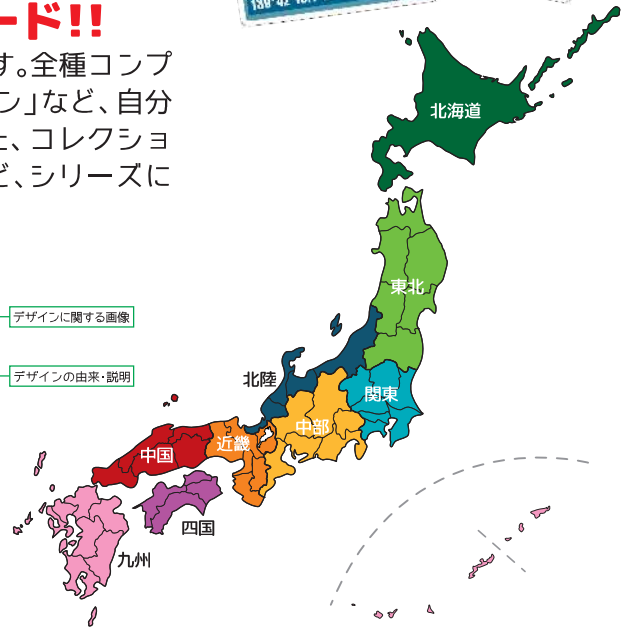 ード!!
す。全種コンプ
ン」など、自分
、コレクショ
ど、シリーズに
北海道
東北
デザインに関する画像
デザインの由来・説明
北陸
関東
中部
近畿
中国
四国
九州